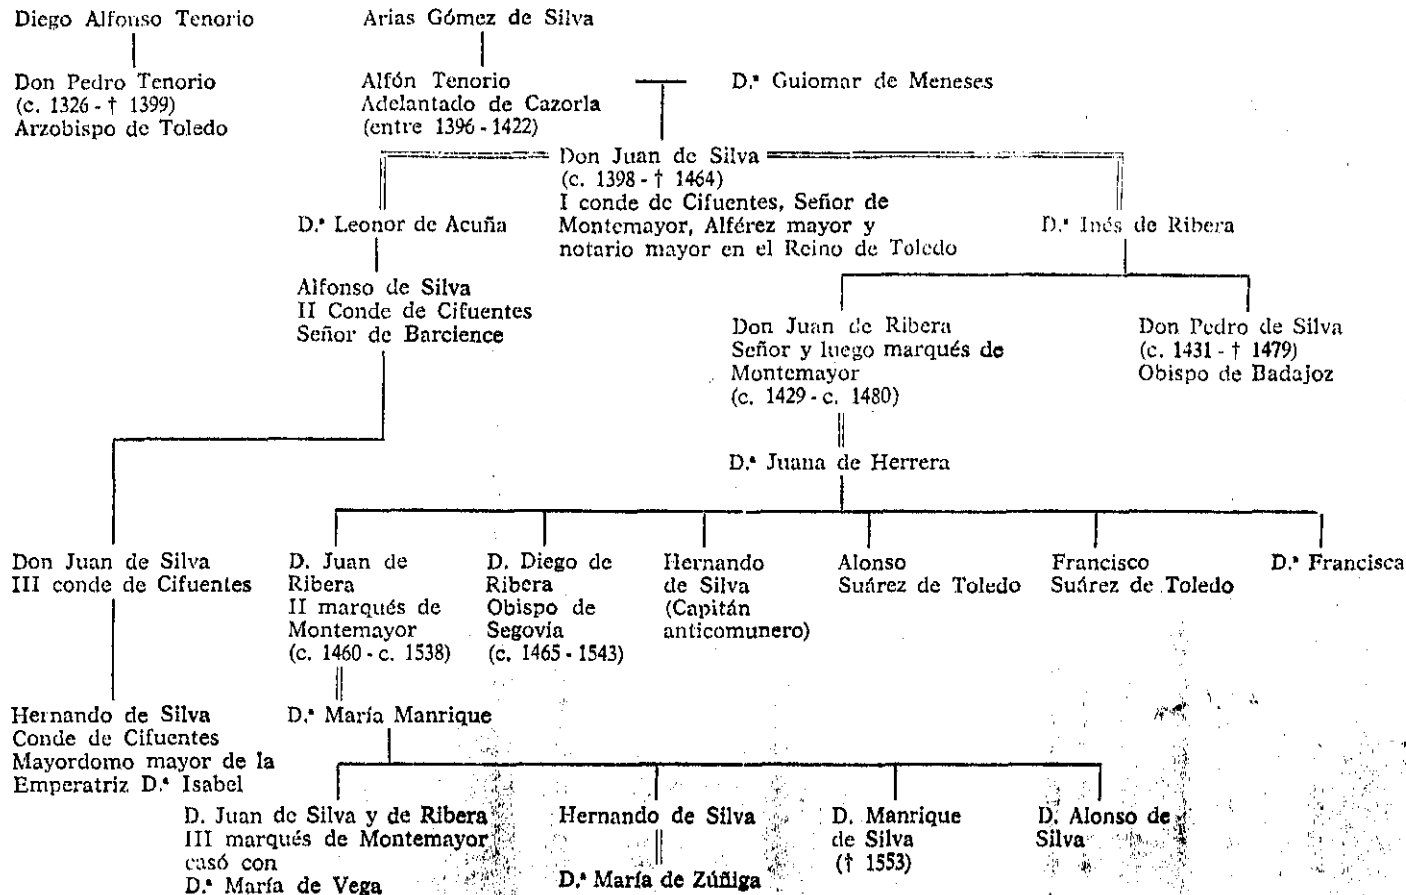 Diego Alfonso Tenorio
Arias Gómez de Silva
Don Pedro Tenorio
(c. 1326 - † 1399)
Arzobispo de Toledo
Alfón Tenorio
Adelantado de Cazorla
(entre 1396 - 1422)
D.ª Guiomar de Meneses
Don Juan de Silva
(c. 1398 - † 1464)
I conde de Cifuentes, Señor de
Montemayor, Alférez mayor y
notario mayor en el Reino de Toledo
D.ª Leonor de Acuña
D.ª Inés de Ribera
Alfonso de Silva
II Conde de Cifuentes
Señor de Barcience
Don Juan de Ribera
Señor y luego marqués de
Montemayor
(c. 1429 - c. 1480)
Don Pedro de Silva
(c. 1431 - † 1479)
Obispo de Badajoz
D.ª Juana de Herrera
Don Juan de Silva
III conde de Cifuentes
D. Juan de
Ribera
II marqués de
Montemayor
(c. 1460 - c. 1538)
D. Diego de
Ribera
Obispo de
Segovia
(c. 1465 - 1543)
Hernando
de Silva
(Capitán
anticomunero)
Alonso
Suárez de Toledo
Francisco
Suárez de Toledo
D.ª Francisca
Hernando de Silva
Conde de Cifuentes
Mayordomo mayor de la
Emperatriz D.ª Isabel
D.ª María Manrique
D. Juan de Silva y de Ribera
III marqués de Montemayor
casó con
D.ª María de Vega
Hernando de Silva
D.ª María de Zúñiga
D. Manrique
de Silva
(† 1553)
D. Alonso de
Silva